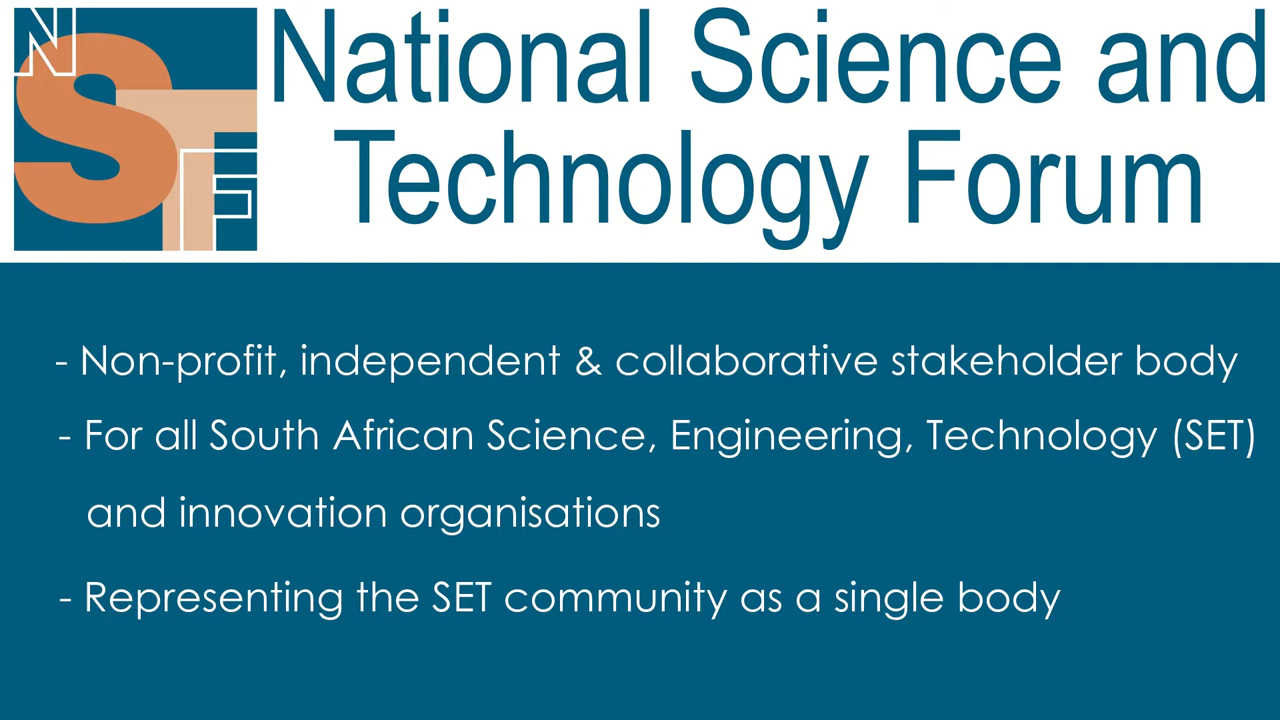 NSTF
National Science and
Technology Forum
- Non-profit, independent & collaborative stakeholder body
- For all South African Science, Engineering, Technology (SET)
and innovation organisations
- Representing the SET community as a single body